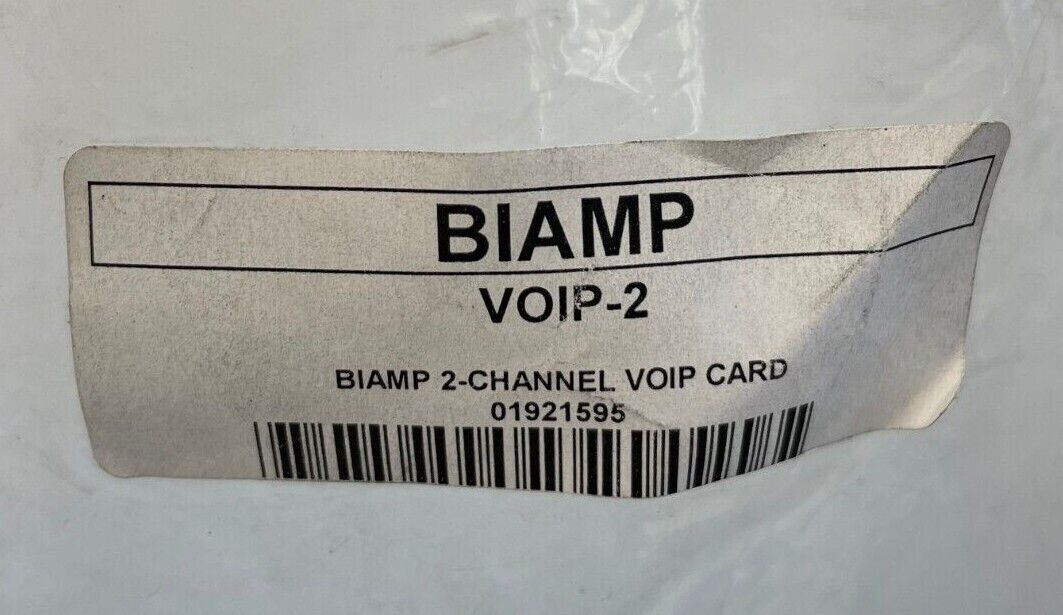 BIAMP
VOIP-2
BIAMP 2-CHANNEL VOIP CARD
01921595